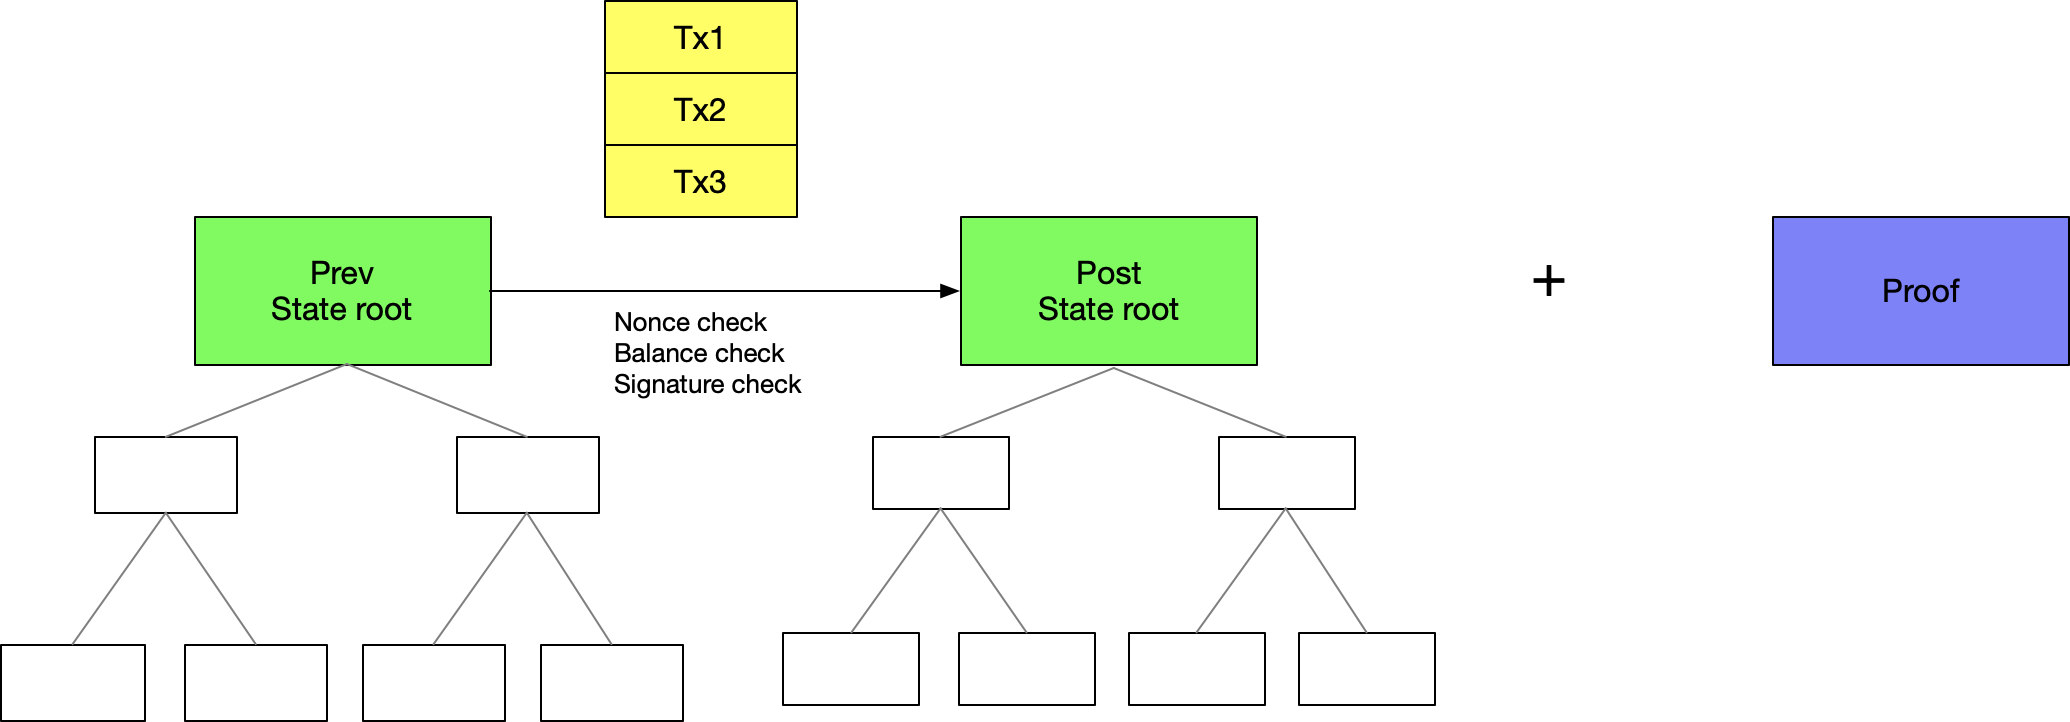 Tx1
Tx2
Tx3
Prev
State root
Nonce check
Balance check
Signature check
Post
State root
+
Proof